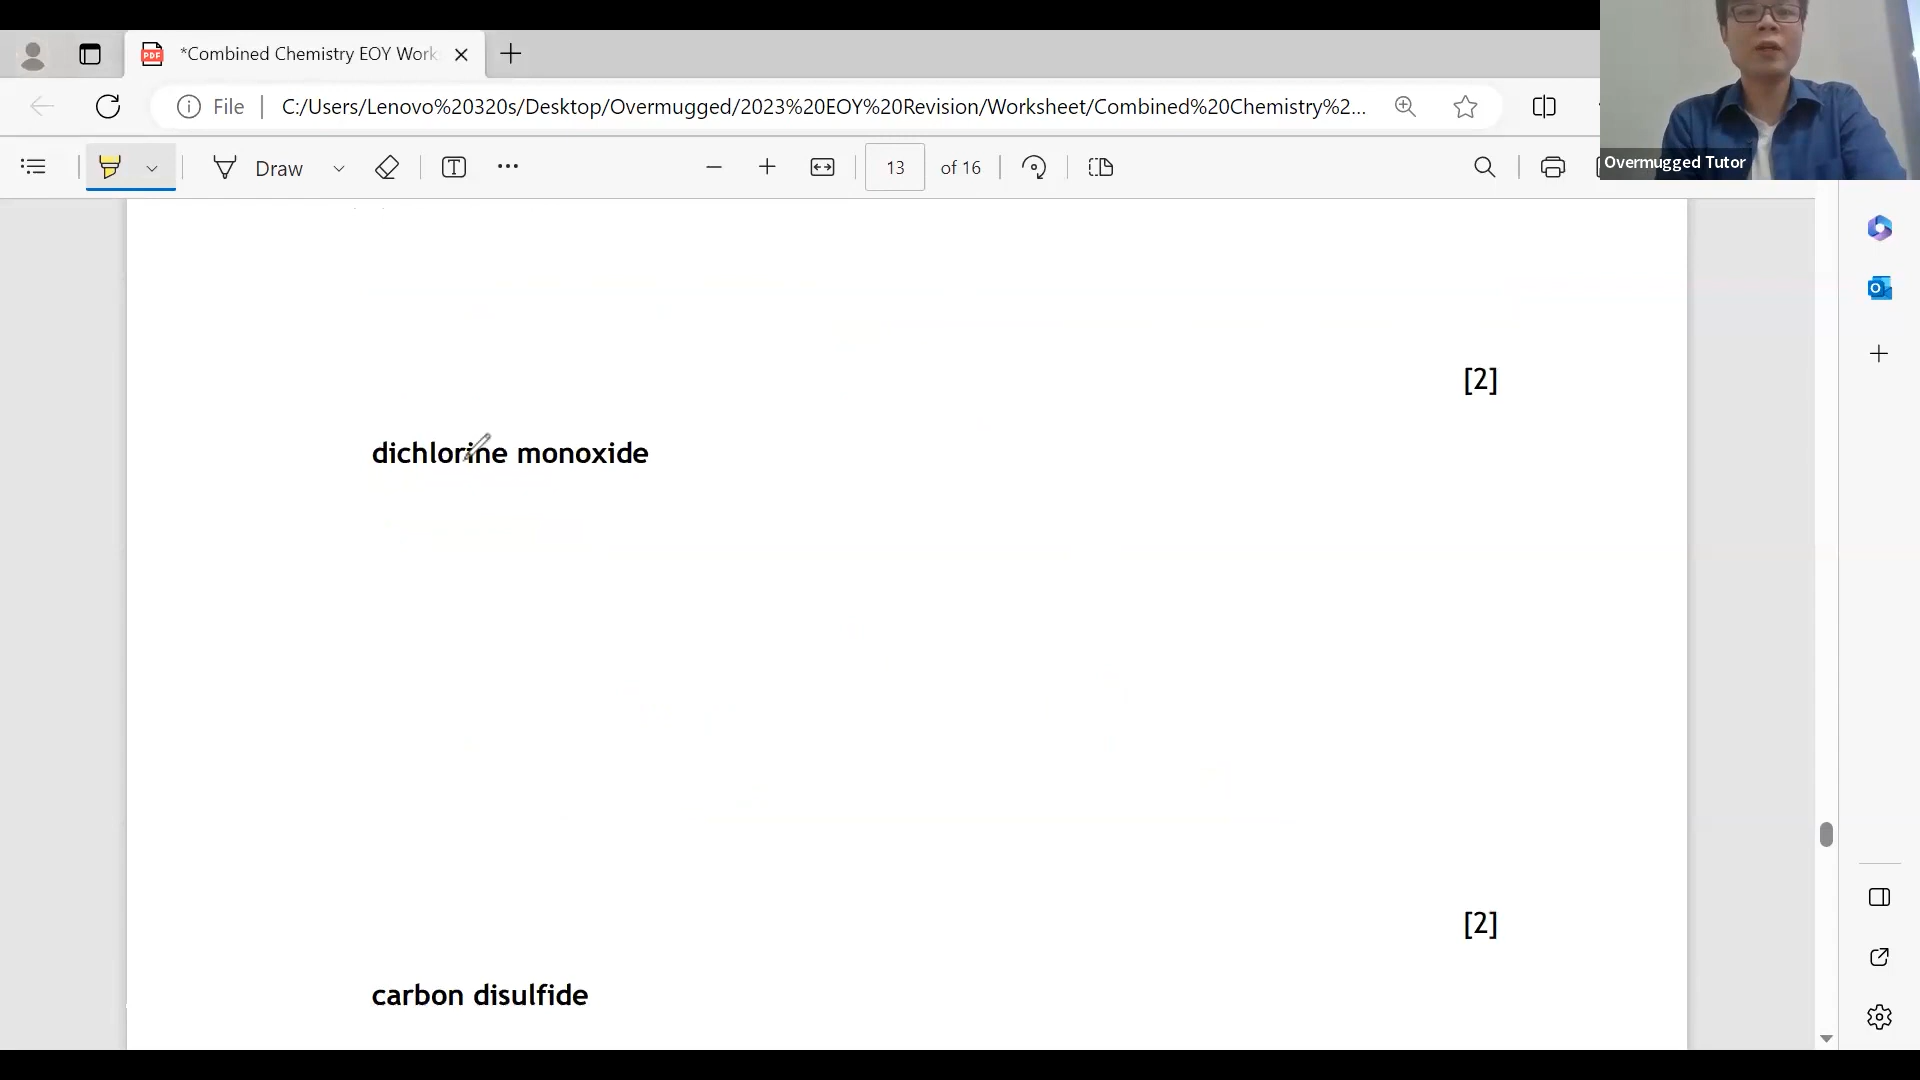 *Combined Chemistry EOY Work
File
C:/Users/Lenovo%20320s/Desktop/Overmugged/2023%20EOY%20Revision/Worksheet/Combined%20Chemistry%2...
Overmugged Tutor
PDF
Draw
13 of 16
[2]
dichlorine monoxide
[2]
carbon disulfide